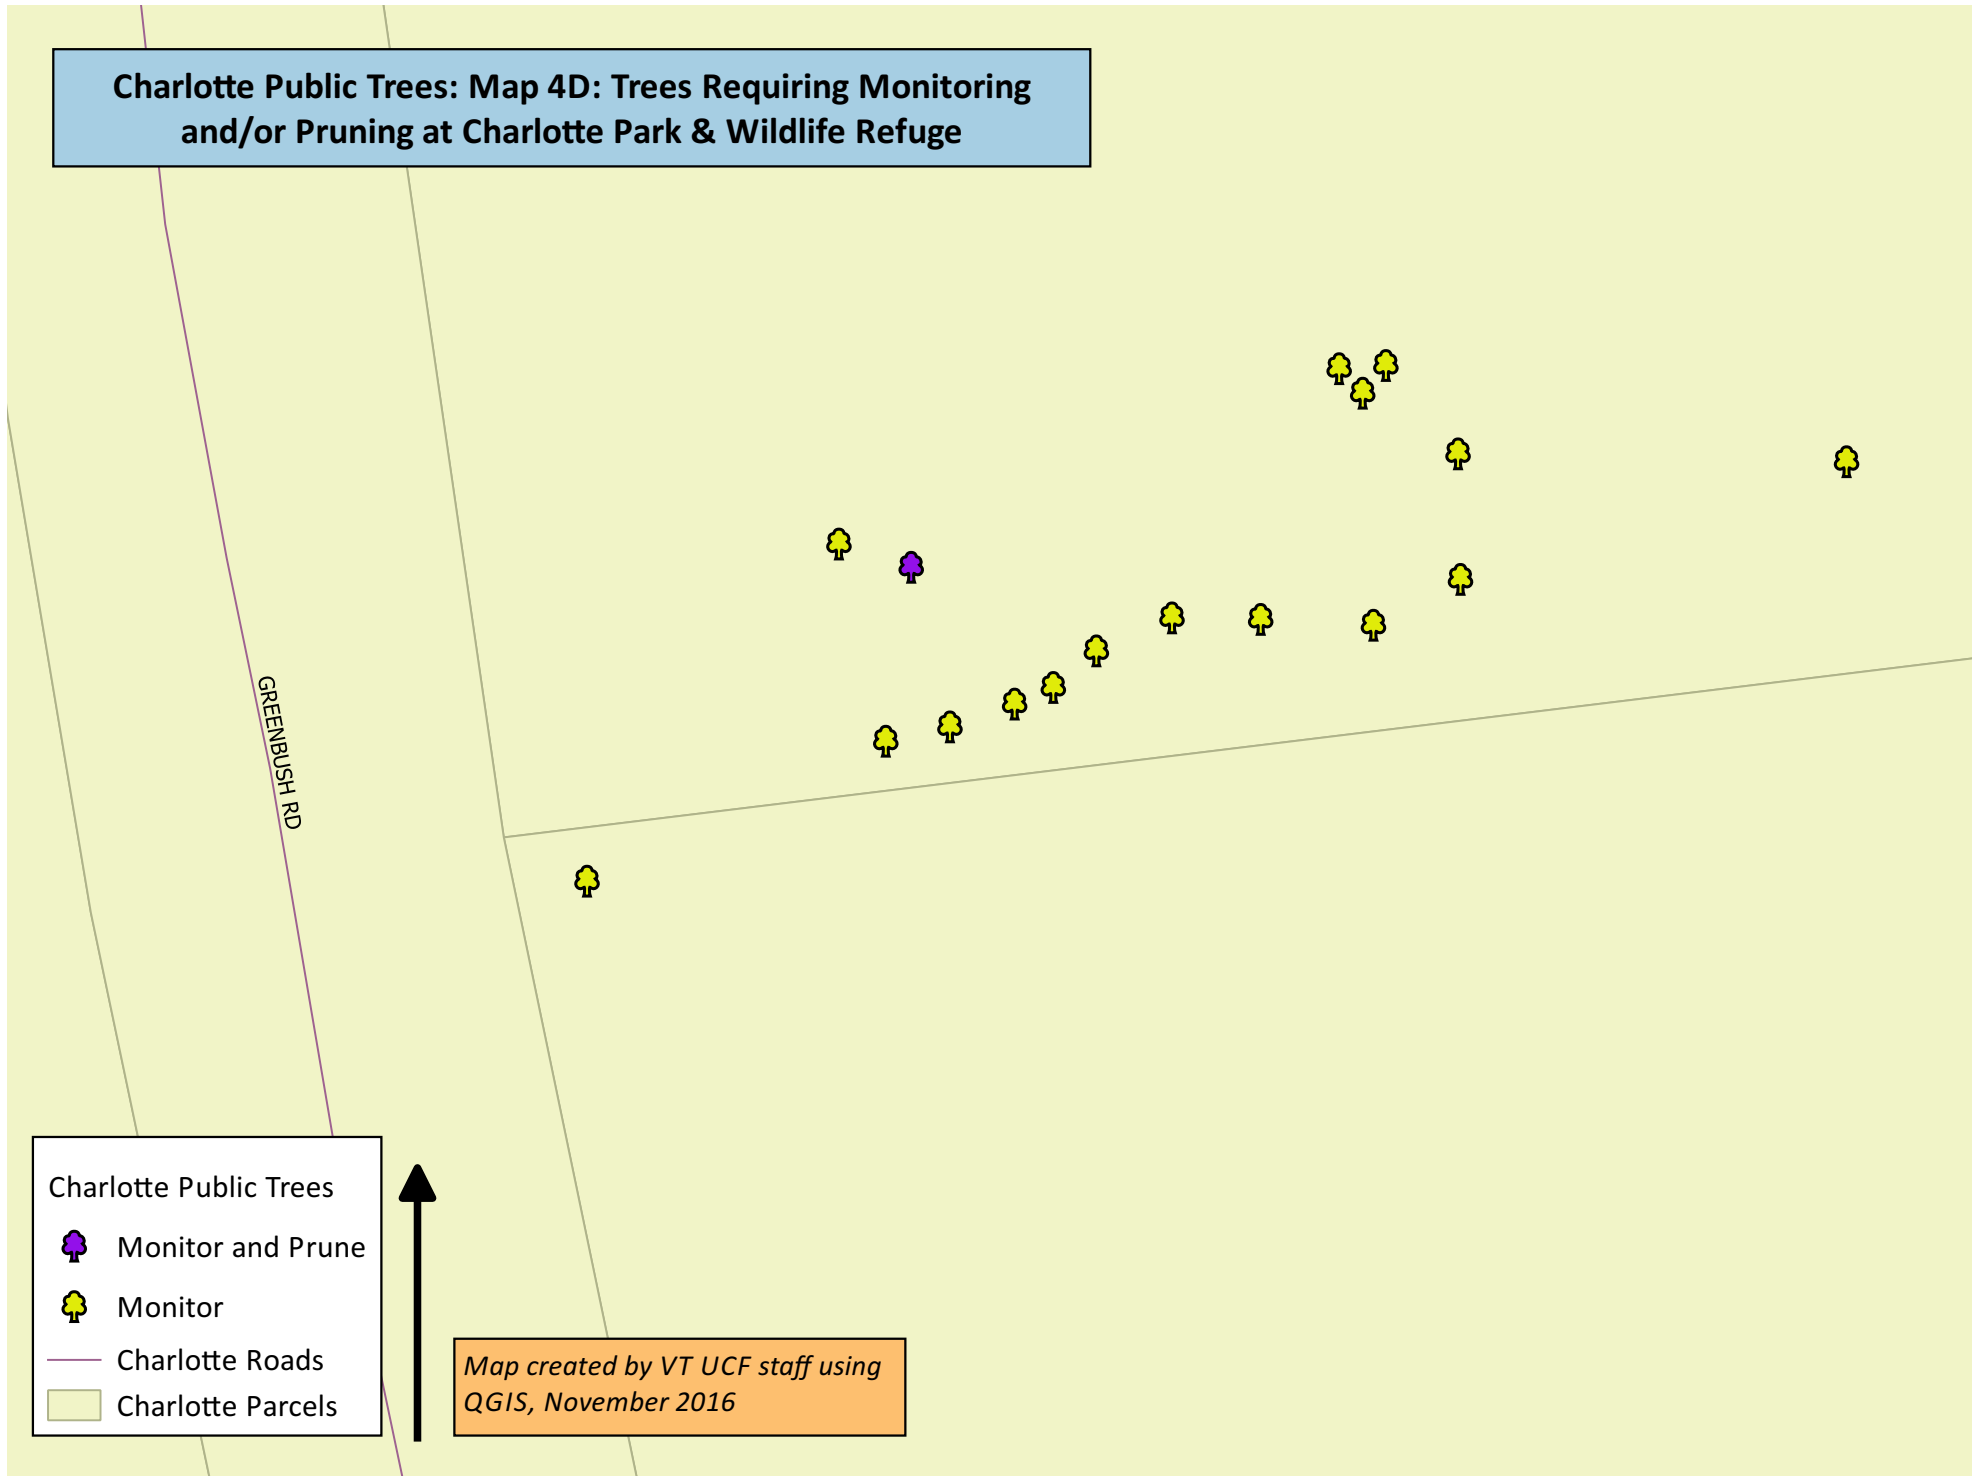 Charlotte Public Trees: Map 4D: Trees Requiring Monitoring
and/or Pruning at Charlotte Park & Wildlife Refuge
GREENBUSH RD
Charlotte Public Trees
Monitor and Prune
Monitor
Charlotte Roads
Charlotte Parcels
Map created by VT UCF staff using
QGIS, November 2016